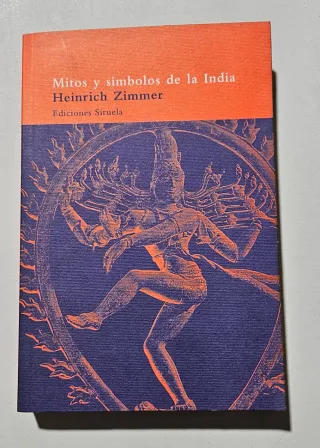 Mitos y símbolos de la India
Heinrich Zimmer
Ediciones Siruela